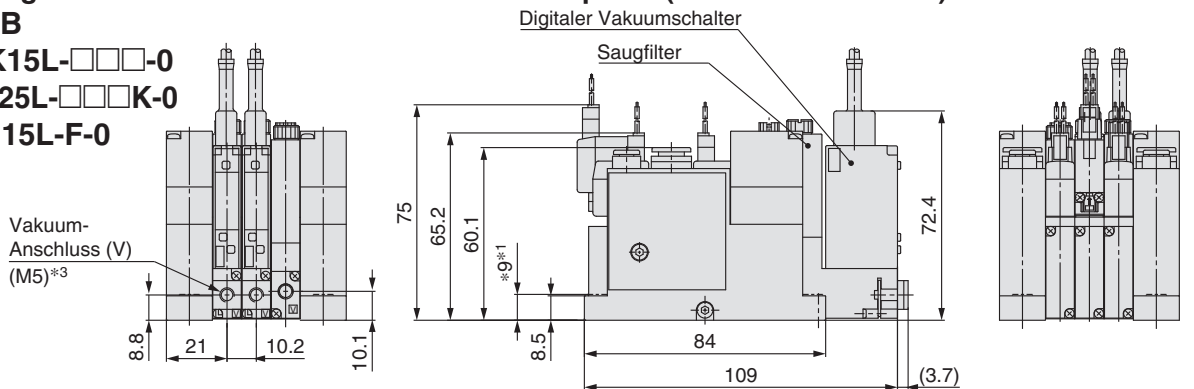 B
K15L-□□□-0
25L-□□□K-0
15L-F-0
Digitaler Vakuumschalter
Saugfilter
Vakuum-
Anschluss (V)
(M5)*3
8.8
21
10.2
10.1
75
65.2
60.1
*9*1
8.5
84
109
(3.7)
72.4